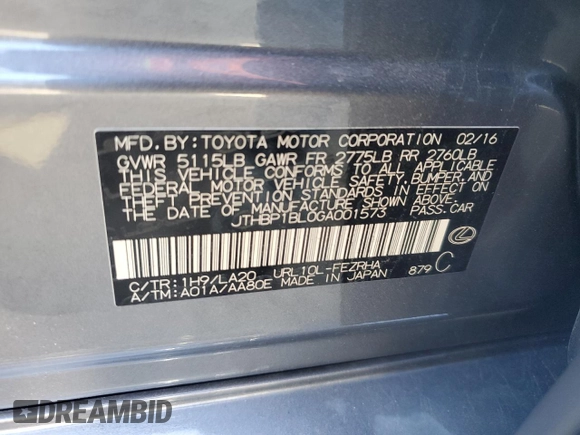 MFD. BY: TOYOTA MOTOR CORPORATION 02/16
GVWR 5115LB GAWR FR 2775LB RR 2760LB
THIS VEHICLE CONFORMS TO ALL APPLICABLE
FEDERAL MOTOR VEHICLE SAFETY, BUMPER, AND
THEFT PREVENTION STANDARDS IN EFFECT ON
THE DATE OF MANUFACTURE SHOWN ABOVE.
JTHBP1BL0GA001573 PASS.CAR
C/TR: 1H9/LA20 URL10L-FEZRHA
A/TM: A01A/AA80E MADE IN JAPAN 879 C
DREAMBID